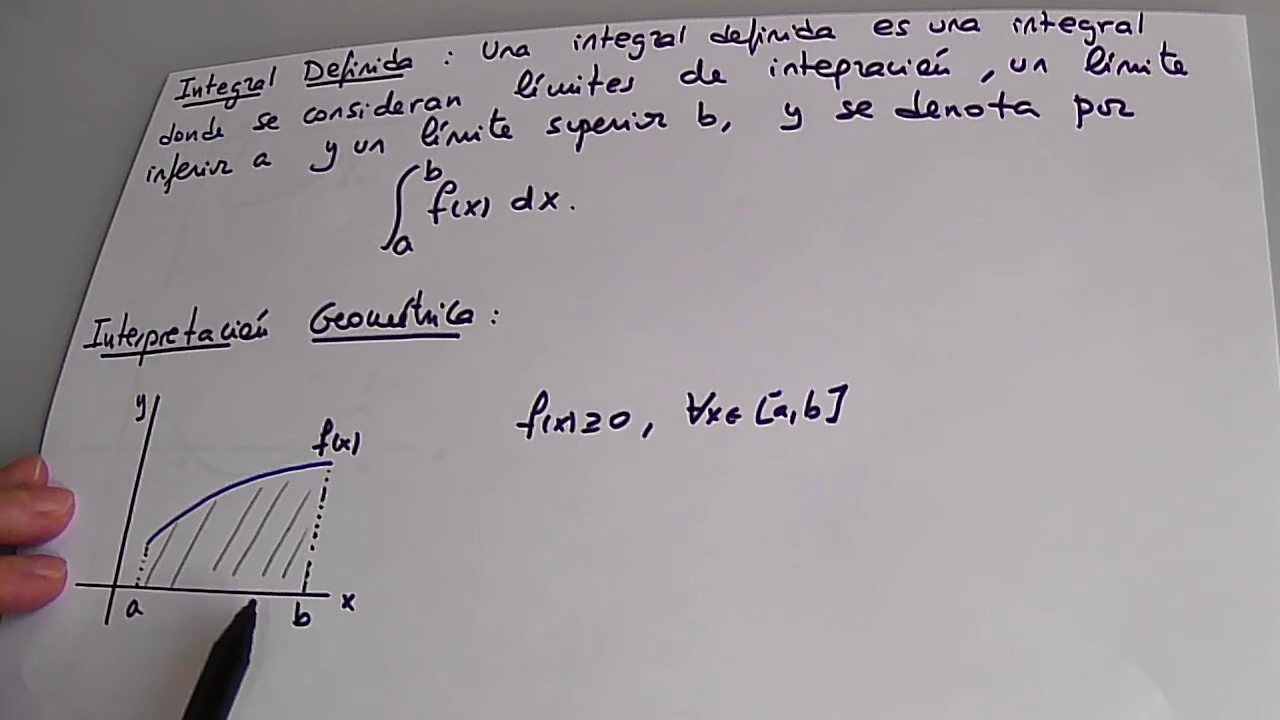 Integral Definida : Una integral definida es una integral
donde se consideran límites de integración, un límite
inferior a y un límite superior b, y se denota por
∫ₐᵇ f(x) dx.
Interpretación Geométrica :
y
f(x)
f(x) ≥ 0, ∀x ∈ [a, b]
a b x